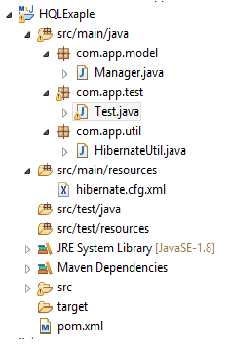 HQLExaple
src/main/java
com.app.model
Manager.java
com.app.test
Test.java
com.app.util
HibernateUtil.java
src/main/resources
hibernate.cfg.xml
src/test/java
src/test/resources
JRE System Library [JavaSE-1.8]
Maven Dependencies
src
target
pom.xml